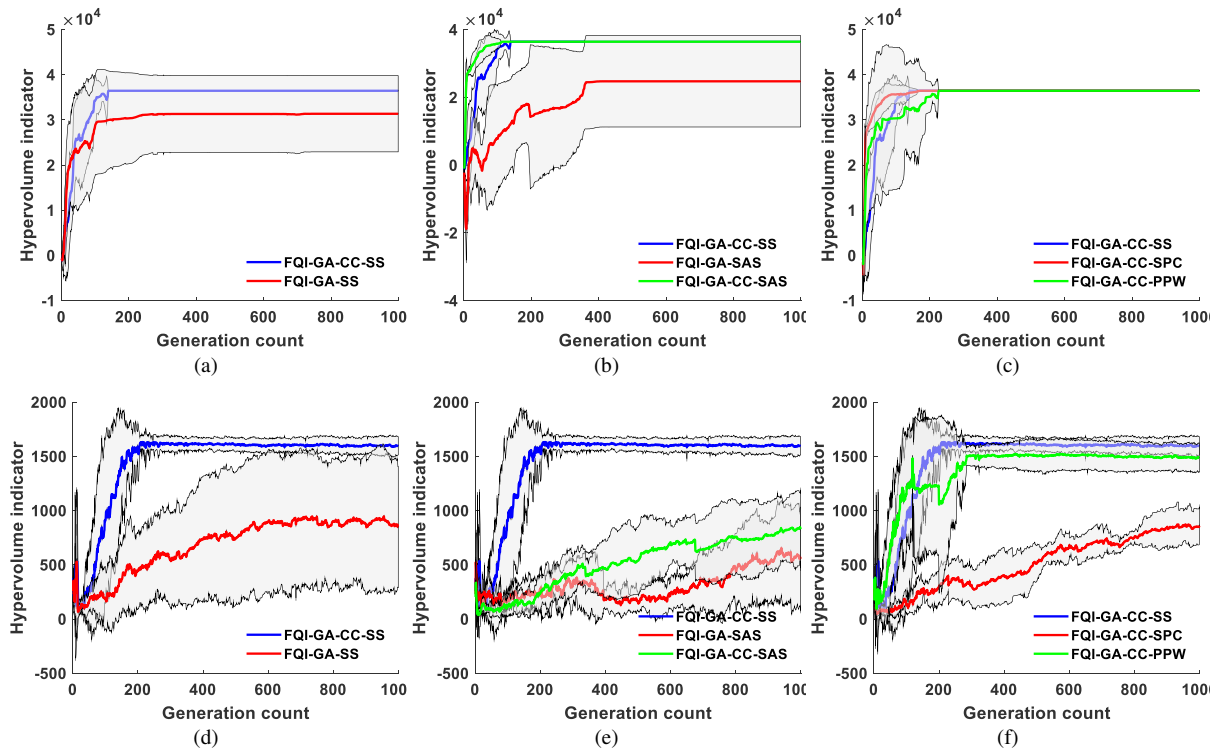 ×10⁴
5
4
3
2
1
0
-1
Hypervolume indicator
FQI-GA-CC-SS
FQI-GA-SS
0 200 400 600 800 100
Generation count
(a)
×10⁴
4
2
0
-2
-4
Hypervolume indicator
FQI-GA-CC-SS
FQI-GA-SAS
FQI-GA-CC-SAS
0 200 400 600 800 100
Generation count
(b)
×10⁴
5
4
3
2
1
0
-1
Hypervolume indicator
FQI-GA-CC-SS
FQI-GA-CC-SPC
FQI-GA-CC-PPW
0 200 400 600 800 1000
Generation count
(c)
2000
1500
1000
500
0
-500
Hypervolume indicator
FQI-GA-CC-SS
FQI-GA-SS
0 200 400 600 800 100
Generation count
(d)
2000
1500
1000
500
0
-500
Hypervolume indicator
FQI-GA-CC-SS
FQI-GA-SAS
FQI-GA-CC-SAS
0 200 400 600 800 100
Generation count
(e)
2000
1500
1000
500
0
-500
Hypervolume indicator
FQI-GA-CC-SS
FQI-GA-CC-SPC
FQI-GA-CC-PPW
0 200 400 600 800 1000
Generation count
(f)